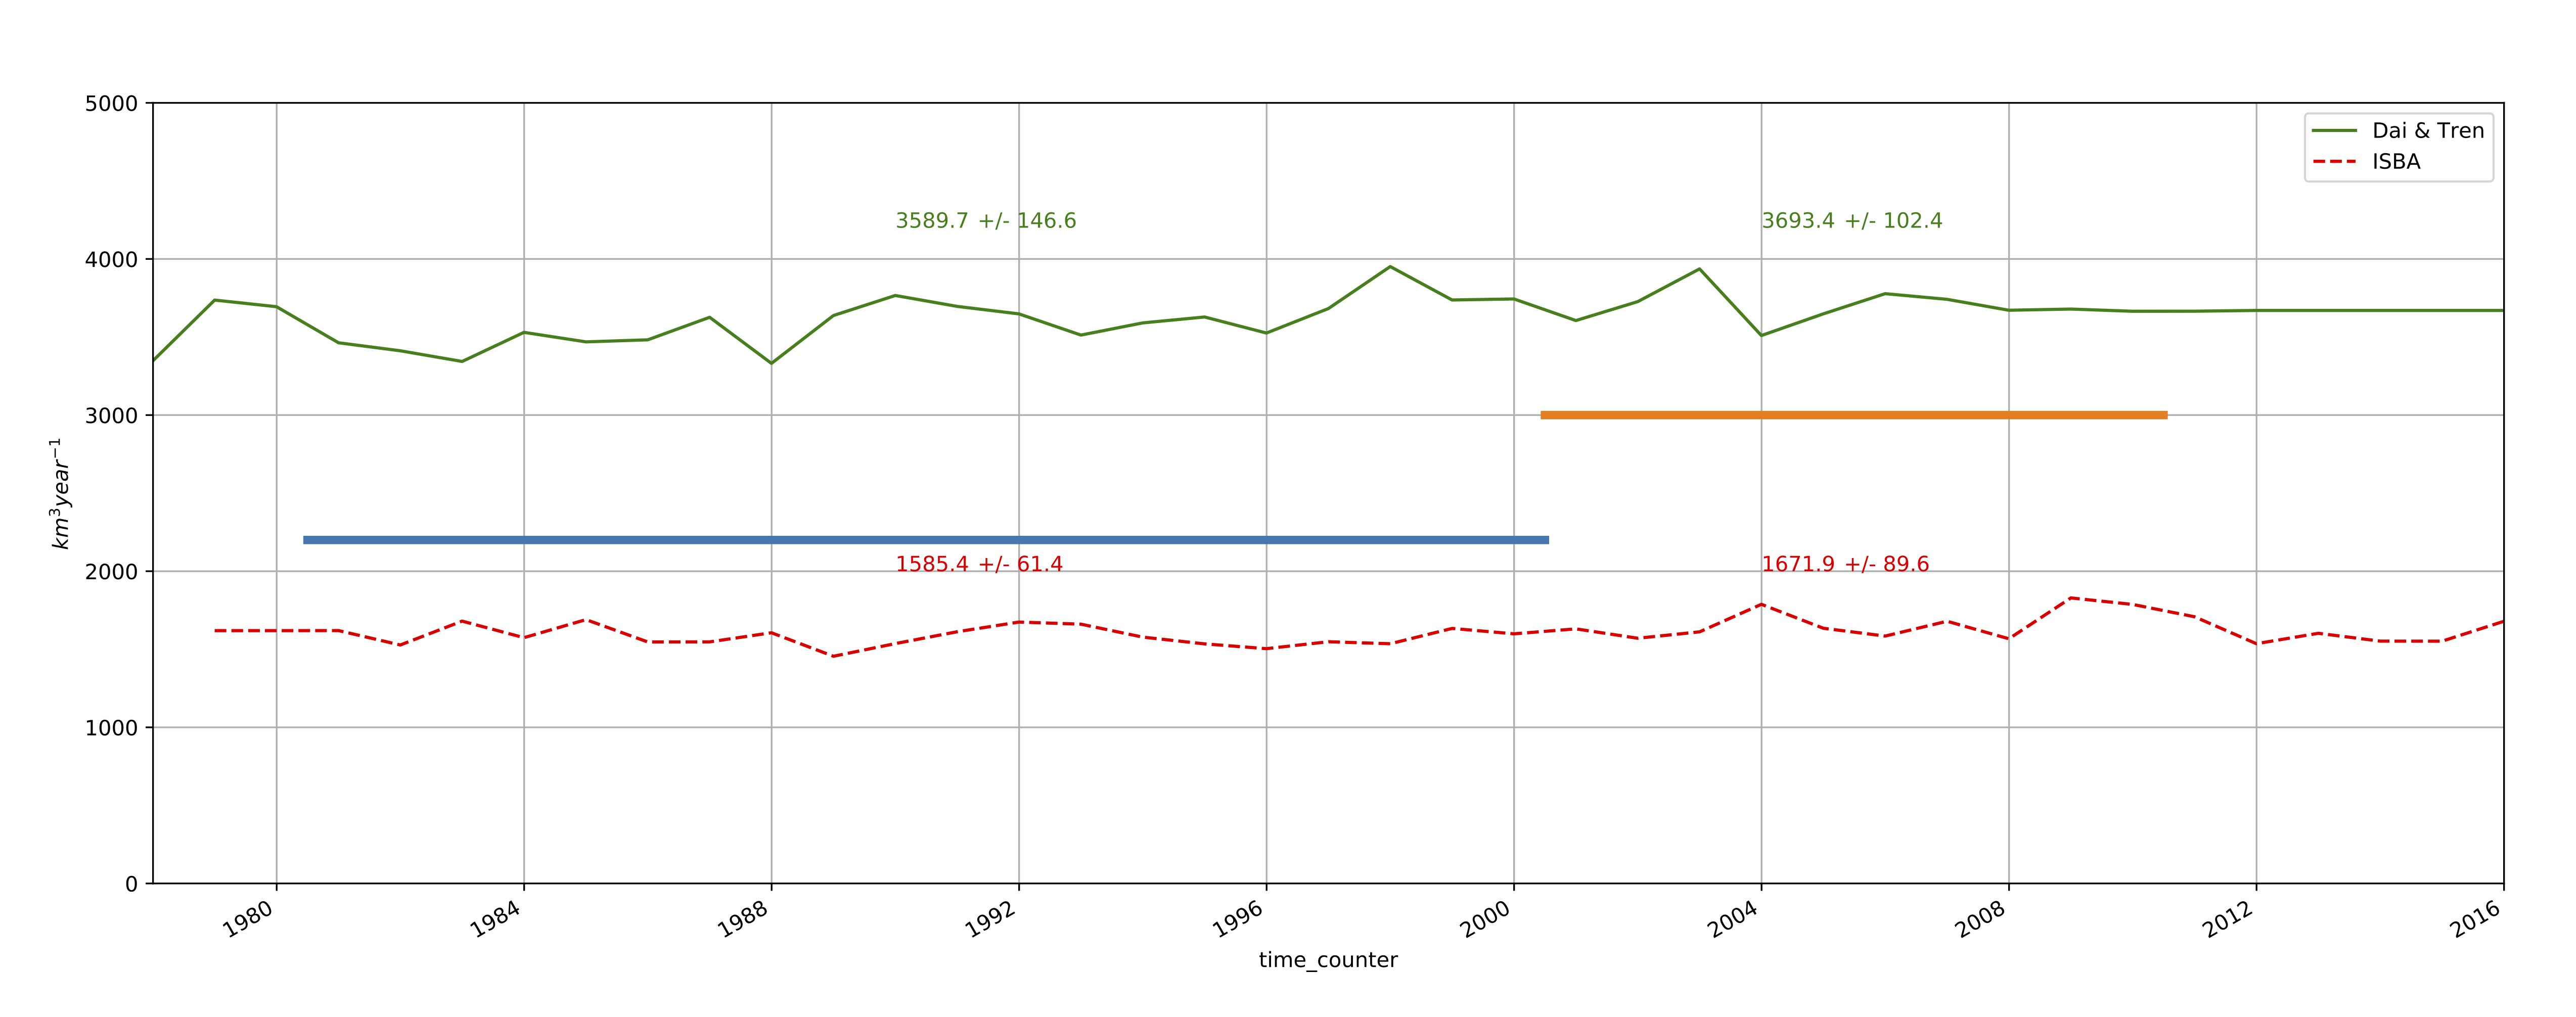 5000
Dai & Tren
ISBA
3589.7 +/- 146.6
3693.4 +/- 102.4
4000
3000
km³year⁻¹
1585.4 +/- 61.4
1671.9 +/- 89.6
2000
1000
0
1980 1984 1988 1992 1996 2000 2004 2008 2012 2016
time_counter